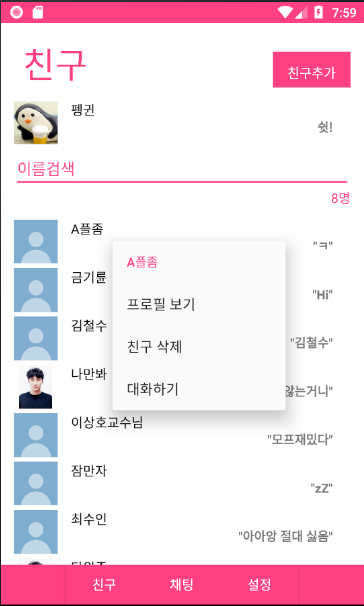 7:59
친구
친구추가
펭귄
쉿!
이름검색
8명
A플좀
"ㅋ"
금기륜
"Hi"
김철수
"김철수"
나만봐
않는거니"
이상호교수님
"모프재밌다"
잠만자
"zZ"
최수인
"아아앙 절대 싫음"
A플좀
프로필 보기
친구 삭제
대화하기
친구
채팅
설정